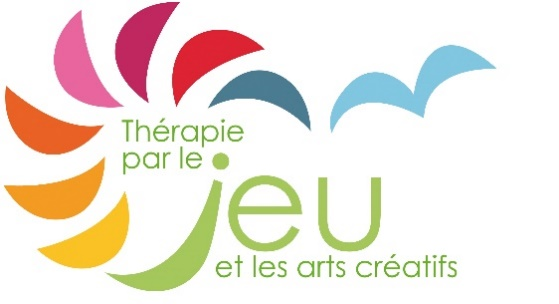 Thérapie
par le
jeu
et les arts créatifs